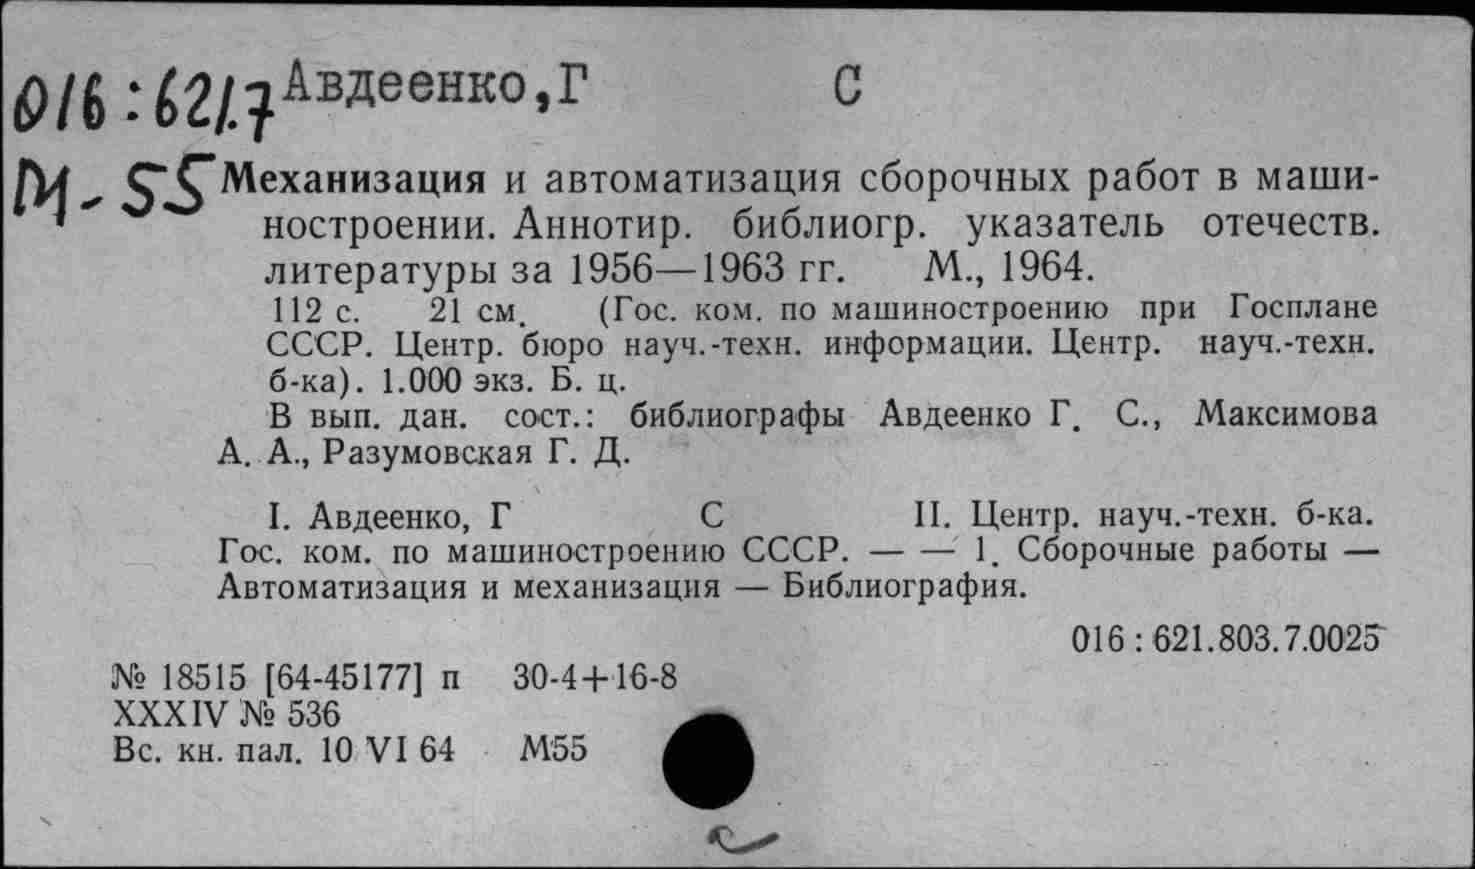 016:621.7 Авдеенко,Г С
М-55 Механизация и автоматизация сборочных работ в маши-
ностроении. Аннотир. библиогр. указатель отечеств.
литературы за 1956—1963 гг. М., 1964.
112 с. 21 см. (Гос. ком. по машиностроению при Госплане
СССР. Центр. бюро науч.-техн. информации. Центр. науч.-техн.
б-ка). 1.000 экз. Б. ц.
В вып. дан. сост.: библиографы Авдеенко Г. С., Максимова
А. А., Разумовская Г. Д.
I. Авдеенко, Г С II. Центр. науч.-техн. б-ка.
Гос. ком. по машиностроению СССР. — — 1. Сборочные работы —
Автоматизация и механизация — Библиография.
016 : 621.803.7.0025
№ 18515 [64-45177] п 30-4+16-8
XXXIV № 536
Вс. кн. пал. 10 VI 64 М55